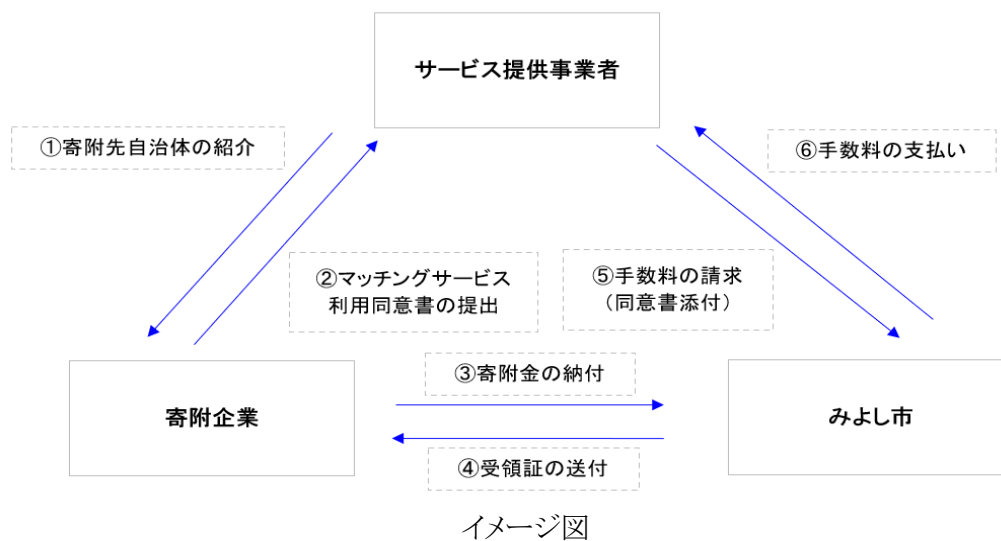 サービス提供事業者
①寄附先自治体の紹介
⑥手数料の支払い
②マッチングサービス
利用同意書の提出
⑤手数料の請求
（同意書添付）
③寄附金の納付
寄附企業
みよし市
④受領証の送付
イメージ図